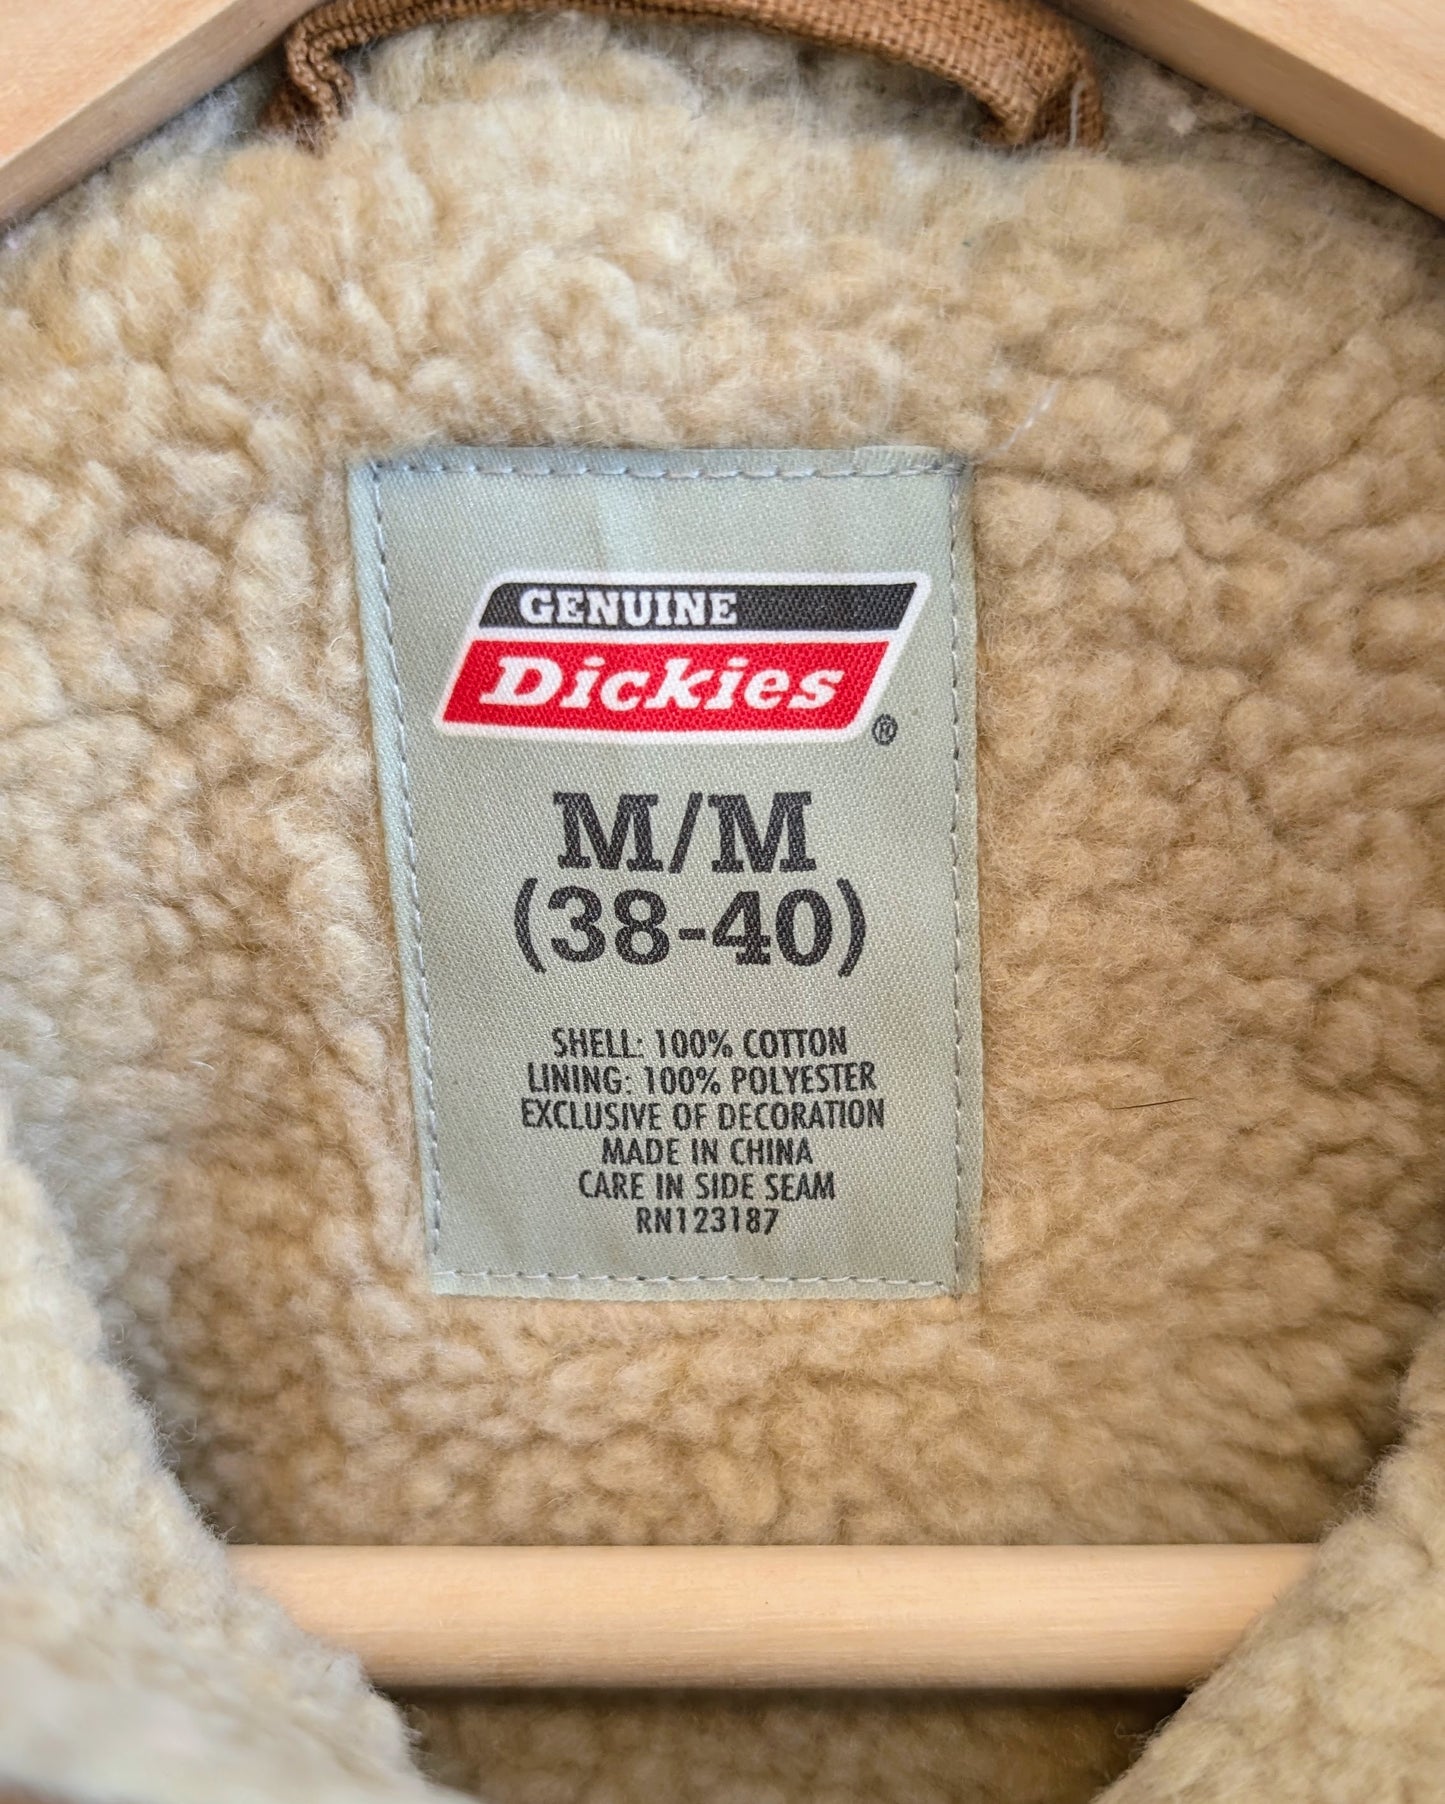 GENUINE
Dickies
®
M/M
(38-40)
SHELL: 100% COTTON
LINING: 100% POLYESTER
EXCLUSIVE OF DECORATION
MADE IN CHINA
CARE IN SIDE SEAM
RN123187